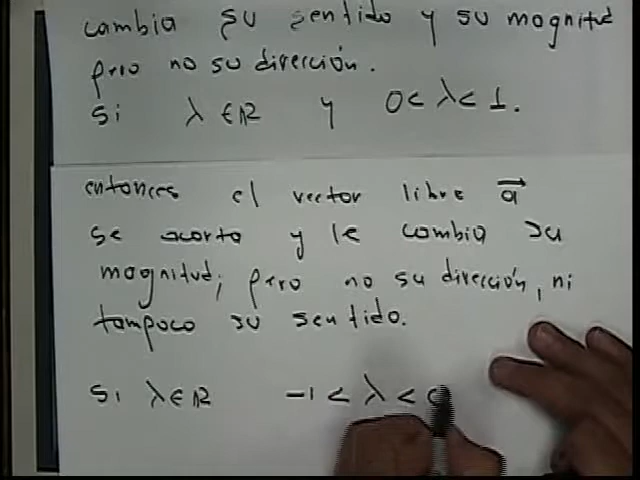 cambia su sentido y su magnitud
pero no su dirección.
si λ ∈ ℝ y 0 < λ < 1.
entonces el vector libre a⃗
se acorta y le cambia su
magnitud; pero no su dirección, ni
tampoco su sentido.
Si λ ∈ ℝ -1 < λ < 0